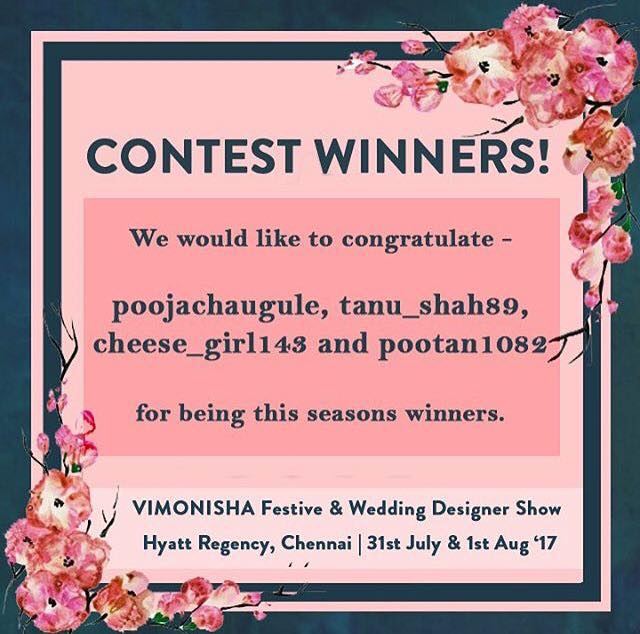 CONTEST WINNERS!
We would like to congratulate -
poojachaugule, tanu_shah89,
cheese_girl143 and pootan1082
for being this seasons winners.
VIMONISHA Festive & Wedding Designer Show
Hyatt Regency, Chennai | 31st July & 1st Aug ‘17